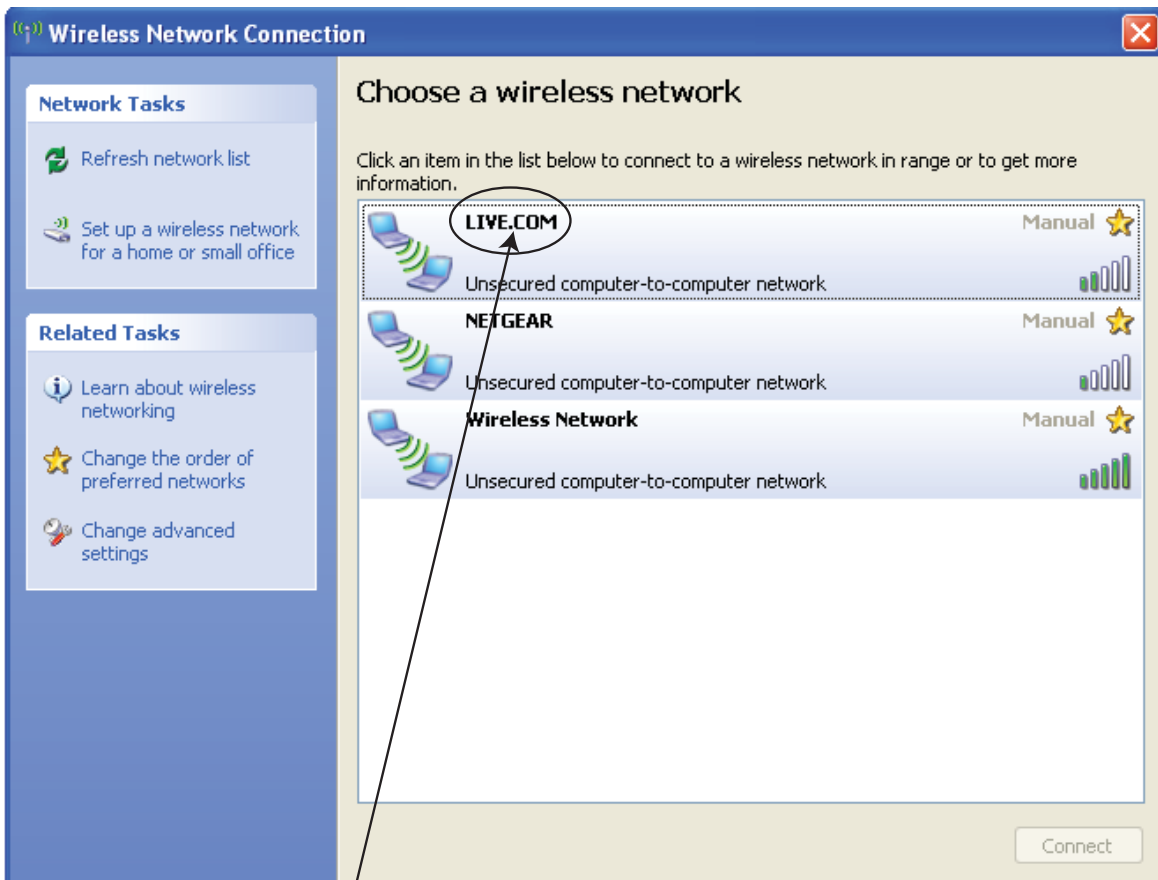 Wireless Network Connection
Network Tasks
Refresh network list
Set up a wireless network
for a home or small office
Related Tasks
Learn about wireless
networking
Change the order of
preferred networks
Change advanced
settings
Choose a wireless network
Click an item in the list below to connect to a wireless network in range or to get more
information.
LIVE.COM Manual
Unsecured computer-to-computer network
NETGEAR Manual
Unsecured computer-to-computer network
Wireless Network Manual
Unsecured computer-to-computer network
Connect